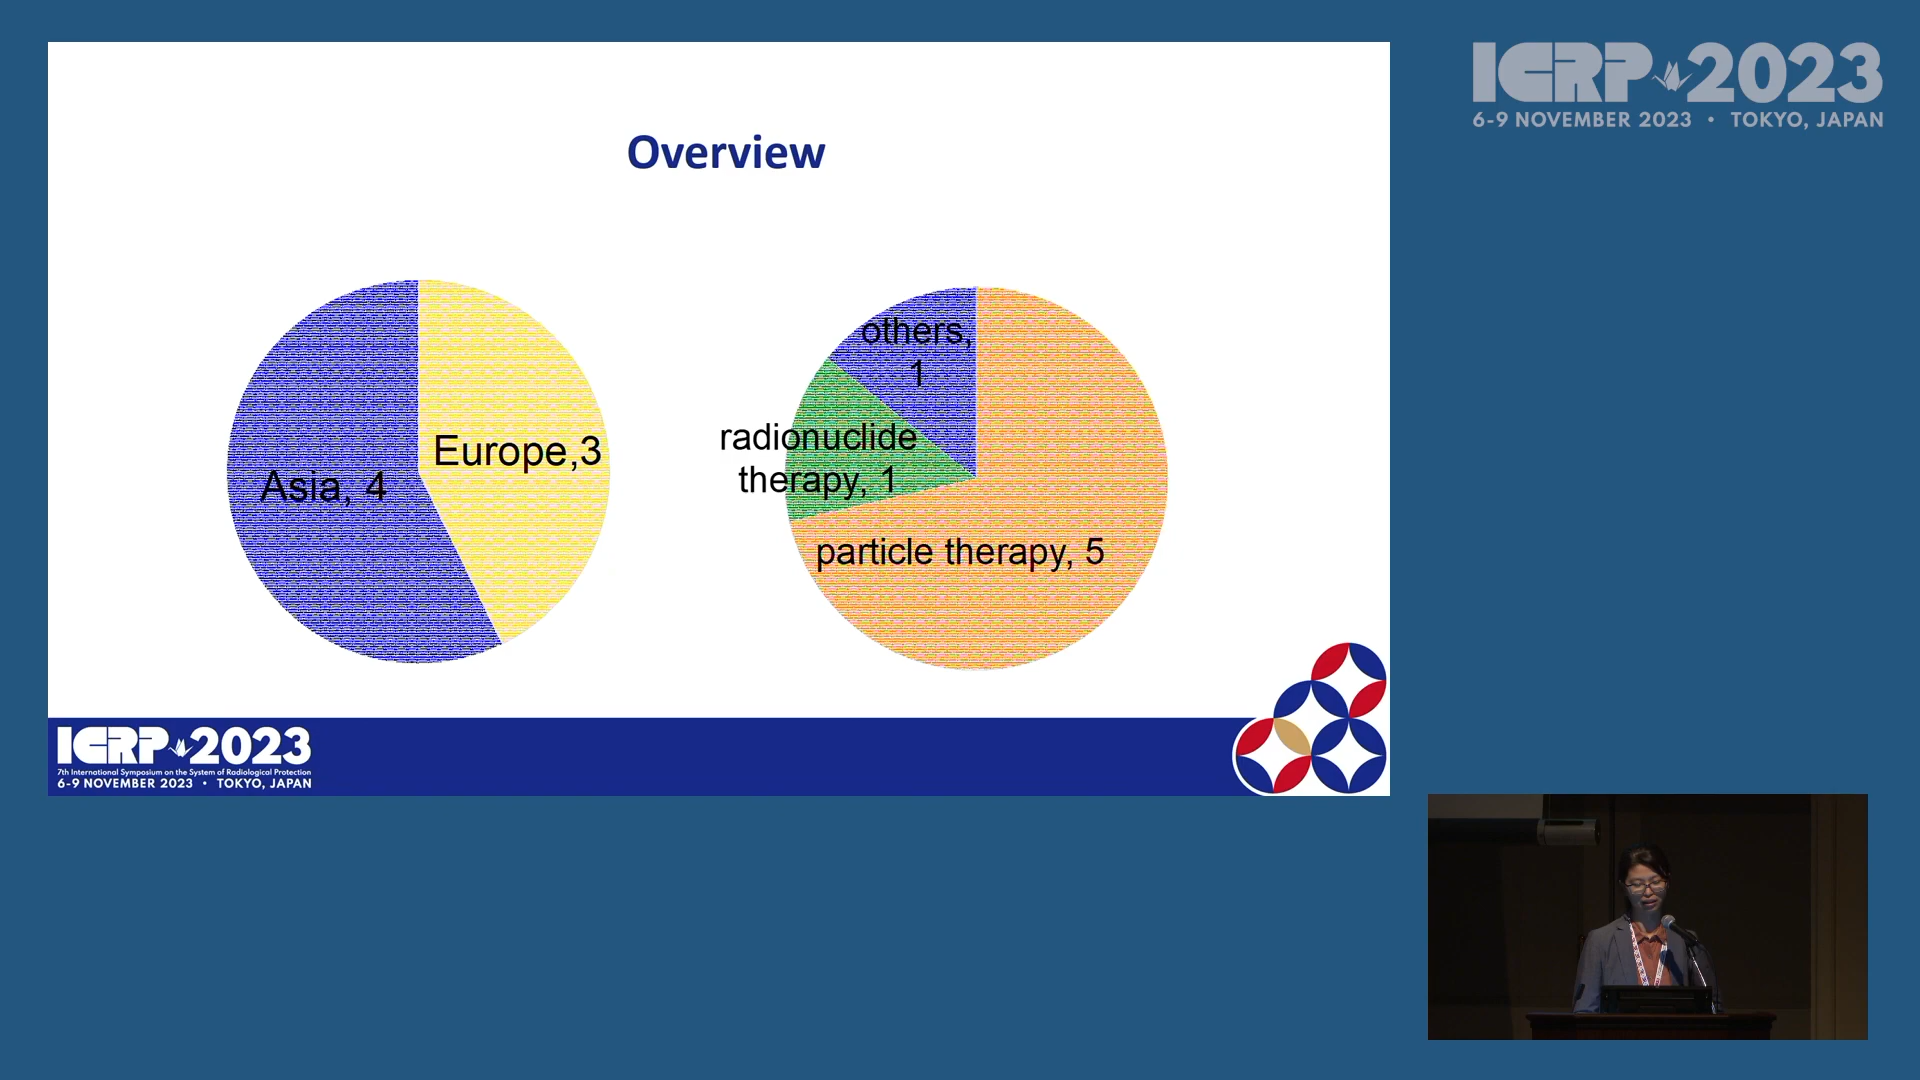 ICRP 2023
6-9 NOVEMBER 2023 • TOKYO, JAPAN
Overview
Europe,3
Asia, 4
others,
1
radionuclide
therapy, 1
particle therapy, 5
ICRP 2023
7th International Symposium on the System of Radiological Protection
6-9 NOVEMBER 2023 • TOKYO, JAPAN